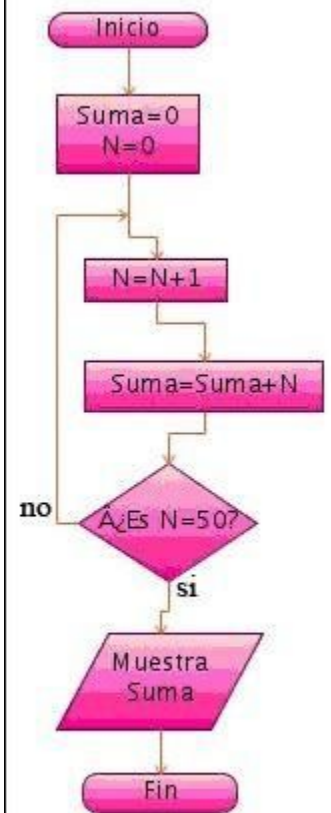 Inicio
Suma=0
N=0
N=N+1
Suma=Suma+N
no
Â¿Es N=50?
si
Muestra
Suma
Fin